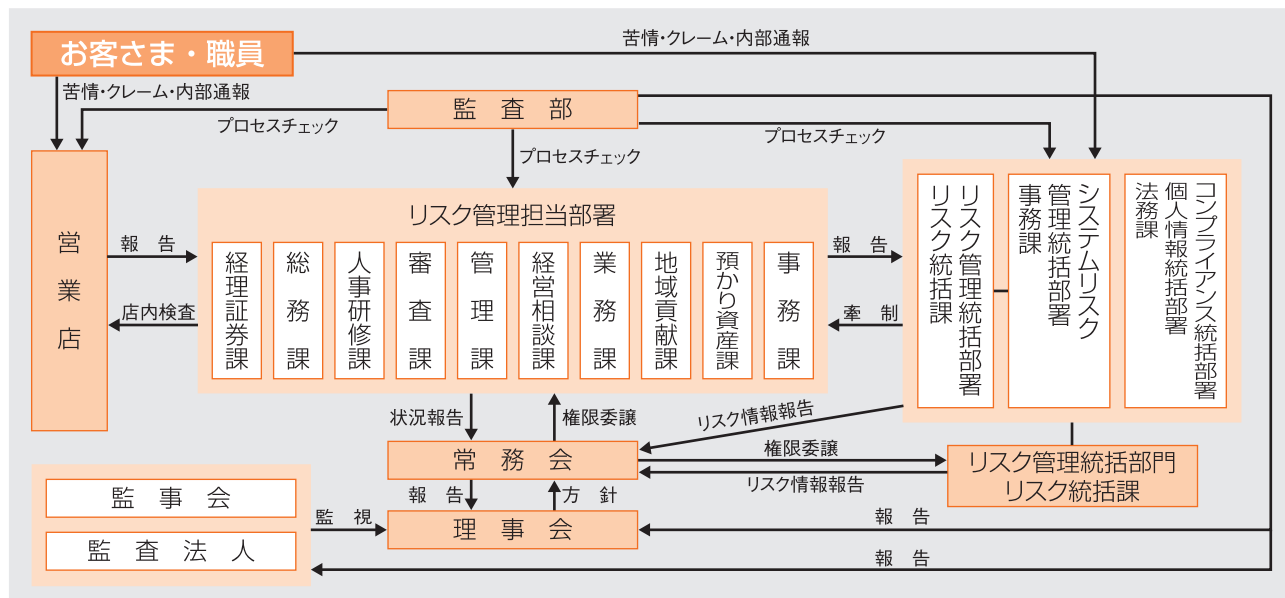 お客さま・職員
苦情・クレーム・内部通報
苦情・クレーム・内部通報
監査部
プロセスチェック
プロセスチェック
プロセスチェック
営業店
報告
店内検査
リスク管理担当部署
経理証券課
総務課
人事研修課
審査課
管理課
経営相談課
業務課
地域貢献課
預かり資産課
事務課
報告
牽制
リスク管理統括部署
リスク統括課
システムリスク
管理統括部署
事務課
コンプライアンス統括部署
個人情報統括部署
法務課
状況報告
権限委譲
リスク情報報告
常務会
権限委譲
リスク情報報告
リスク管理統括部門
リスク統括課
報告
方針
監事会
監査法人
監視
理事会
報告
報告